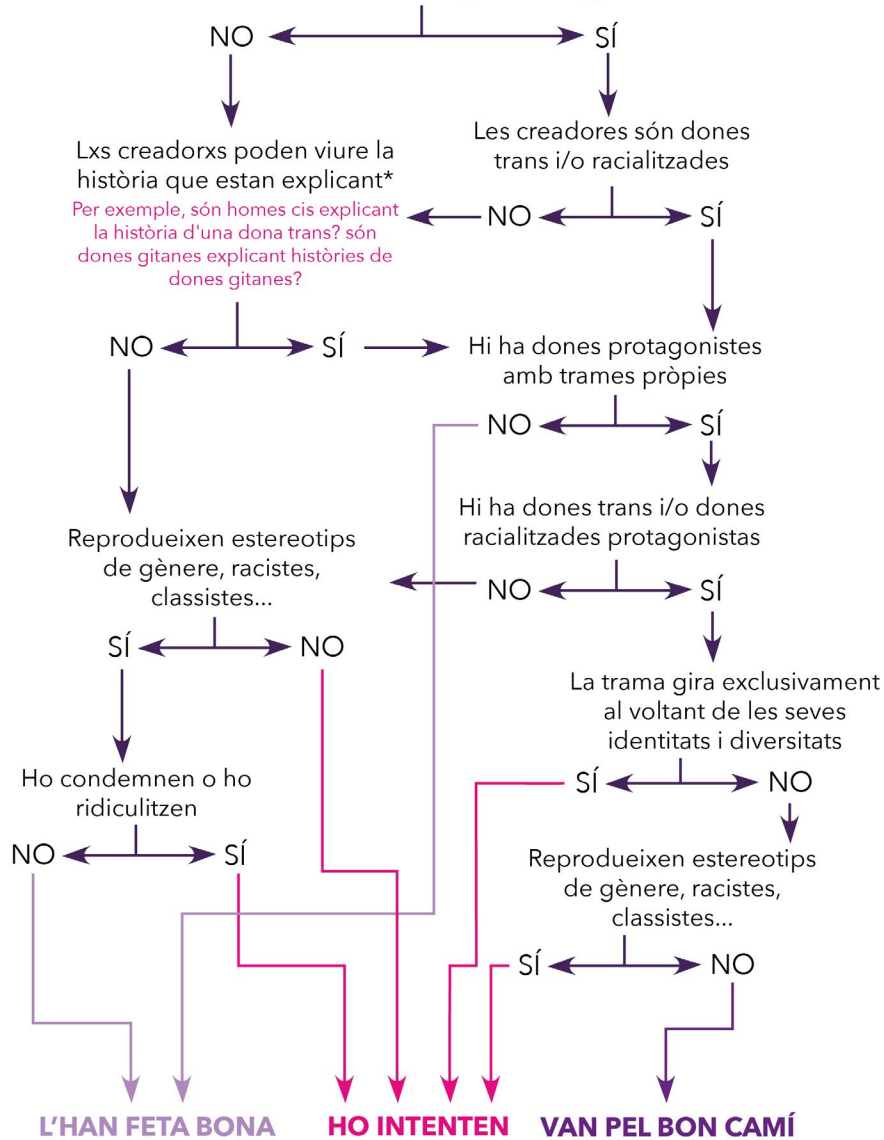 NO
SÍ
Lxs creadorxs poden viure la
història que estan explicant*
Per exemple, són homes cis explicant
la història d'una dona trans? són
dones gitanes explicant històries de
dones gitanes?
Les creadores són dones
trans i/o racialitzades
NO
SÍ
NO
SÍ
Hi ha dones protagonistes
amb trames pròpies
NO
SÍ
Hi ha dones trans i/o dones
racialitzades protagonistas
NO
SÍ
Reprodueixen estereotips
de gènere, racistes,
classistes...
SÍ
NO
La trama gira exclusivament
al voltant de les seves
identitats i diversitats
SÍ
NO
Ho condemnen o ho
ridiculitzen
NO
SÍ
Reprodueixen estereotips
de gènere, racistes,
classistes...
SÍ
NO
L'HAN FETA BONA
HO INTENTEN
VAN PEL BON CAMÍ